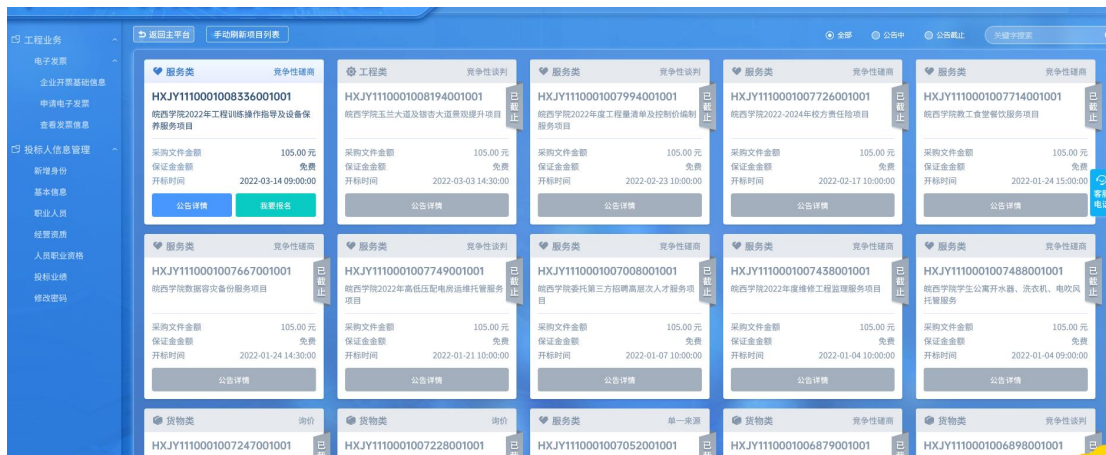 工程业务
电子发票
企业开票基础信息
申请电子发票
查看发票信息
投标人信息管理
新增身份
基本信息
职业人员
经营资质
人员职业资格
投标业绩
修改密码
返回主平台
手动刷新项目列表
全部
公告中
公告截止
关键字搜索
服务类 竞争性磋商
HXJY1110001008336001001
皖西学院2022年工程训练操作指导及设备保
养服务项目
采购文件金额 105.00 元
保证金金额 免费
开标时间 2022-03-14 09:00:00
公告详情 我要报名
工程类 竞争性谈判
已截止
HXJY1110001008194001001
皖西学院玉兰大道及银杏大道景观提升项目
采购文件金额 105.00 元
保证金金额 免费
开标时间 2022-03-03 14:30:00
公告详情
服务类 竞争性谈判
已截止
HXJY1110001007994001001
皖西学院2022年度工程量清单及控制价编制
服务项目
采购文件金额 105.00 元
保证金金额 免费
开标时间 2022-02-23 10:00:00
公告详情
服务类 竞争性磋商
已截止
HXJY1110001007726001001
皖西学院2022-2024年校方责任险项目
采购文件金额 105.00 元
保证金金额 免费
开标时间 2022-02-17 10:00:00
公告详情
服务类 竞争性磋商
已截止
HXJY1110001007714001001
皖西学院教工食堂餐饮服务项目
采购文件金额 105.00 元
保证金金额 免费
开标时间 2022-01-24 15:00:00
公告详情
客服
电话
服务类 竞争性磋商
已截止
HXJY1110001007667001001
皖西学院数据容灾备份服务项目
采购文件金额 105.00 元
保证金金额 免费
开标时间 2022-01-24 14:30:00
公告详情
服务类 竞争性谈判
已截止
HXJY1110001007749001001
皖西学院2022年高低压配电房运维托管服务
项目
采购文件金额 105.00 元
保证金金额 免费
开标时间 2022-01-21 10:00:00
公告详情
服务类 竞争性磋商
已截止
HXJY1110001007008001001
皖西学院委托第三方招聘高层次人才服务项
目
采购文件金额 105.00 元
保证金金额 免费
开标时间 2022-01-07 10:00:00
公告详情
服务类 竞争性磋商
已截止
HXJY1110001007438001001
皖西学院2022年度维修工程监理服务项目
采购文件金额 105.00 元
保证金金额 免费
开标时间 2022-01-04 10:00:00
公告详情
服务类 竞争性磋商
已截止
HXJY1110001007488001001
皖西学院学生公寓开水器、洗衣机、电吹风
托管服务
采购文件金额 105.00 元
保证金金额 免费
开标时间 2022-01-04 09:00:00
公告详情
货物类 询价
已
HXJY1110001007247001001
货物类 询价
已
HXJY1110001007228001001
服务类 单一来源
已
HXJY1110001007052001001
货物类 竞争性磋商
已
HXJY1110001006879001001
货物类 竞争性谈判
已
HXJY1110001006898001001